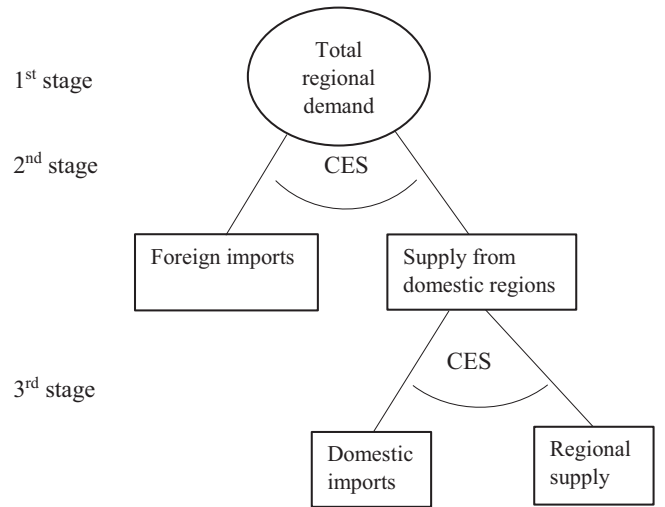 Total
regional
demand
1st stage
2nd stage
CES
Foreign imports
Supply from
domestic regions
CES
3rd stage
Domestic
imports
Regional
supply